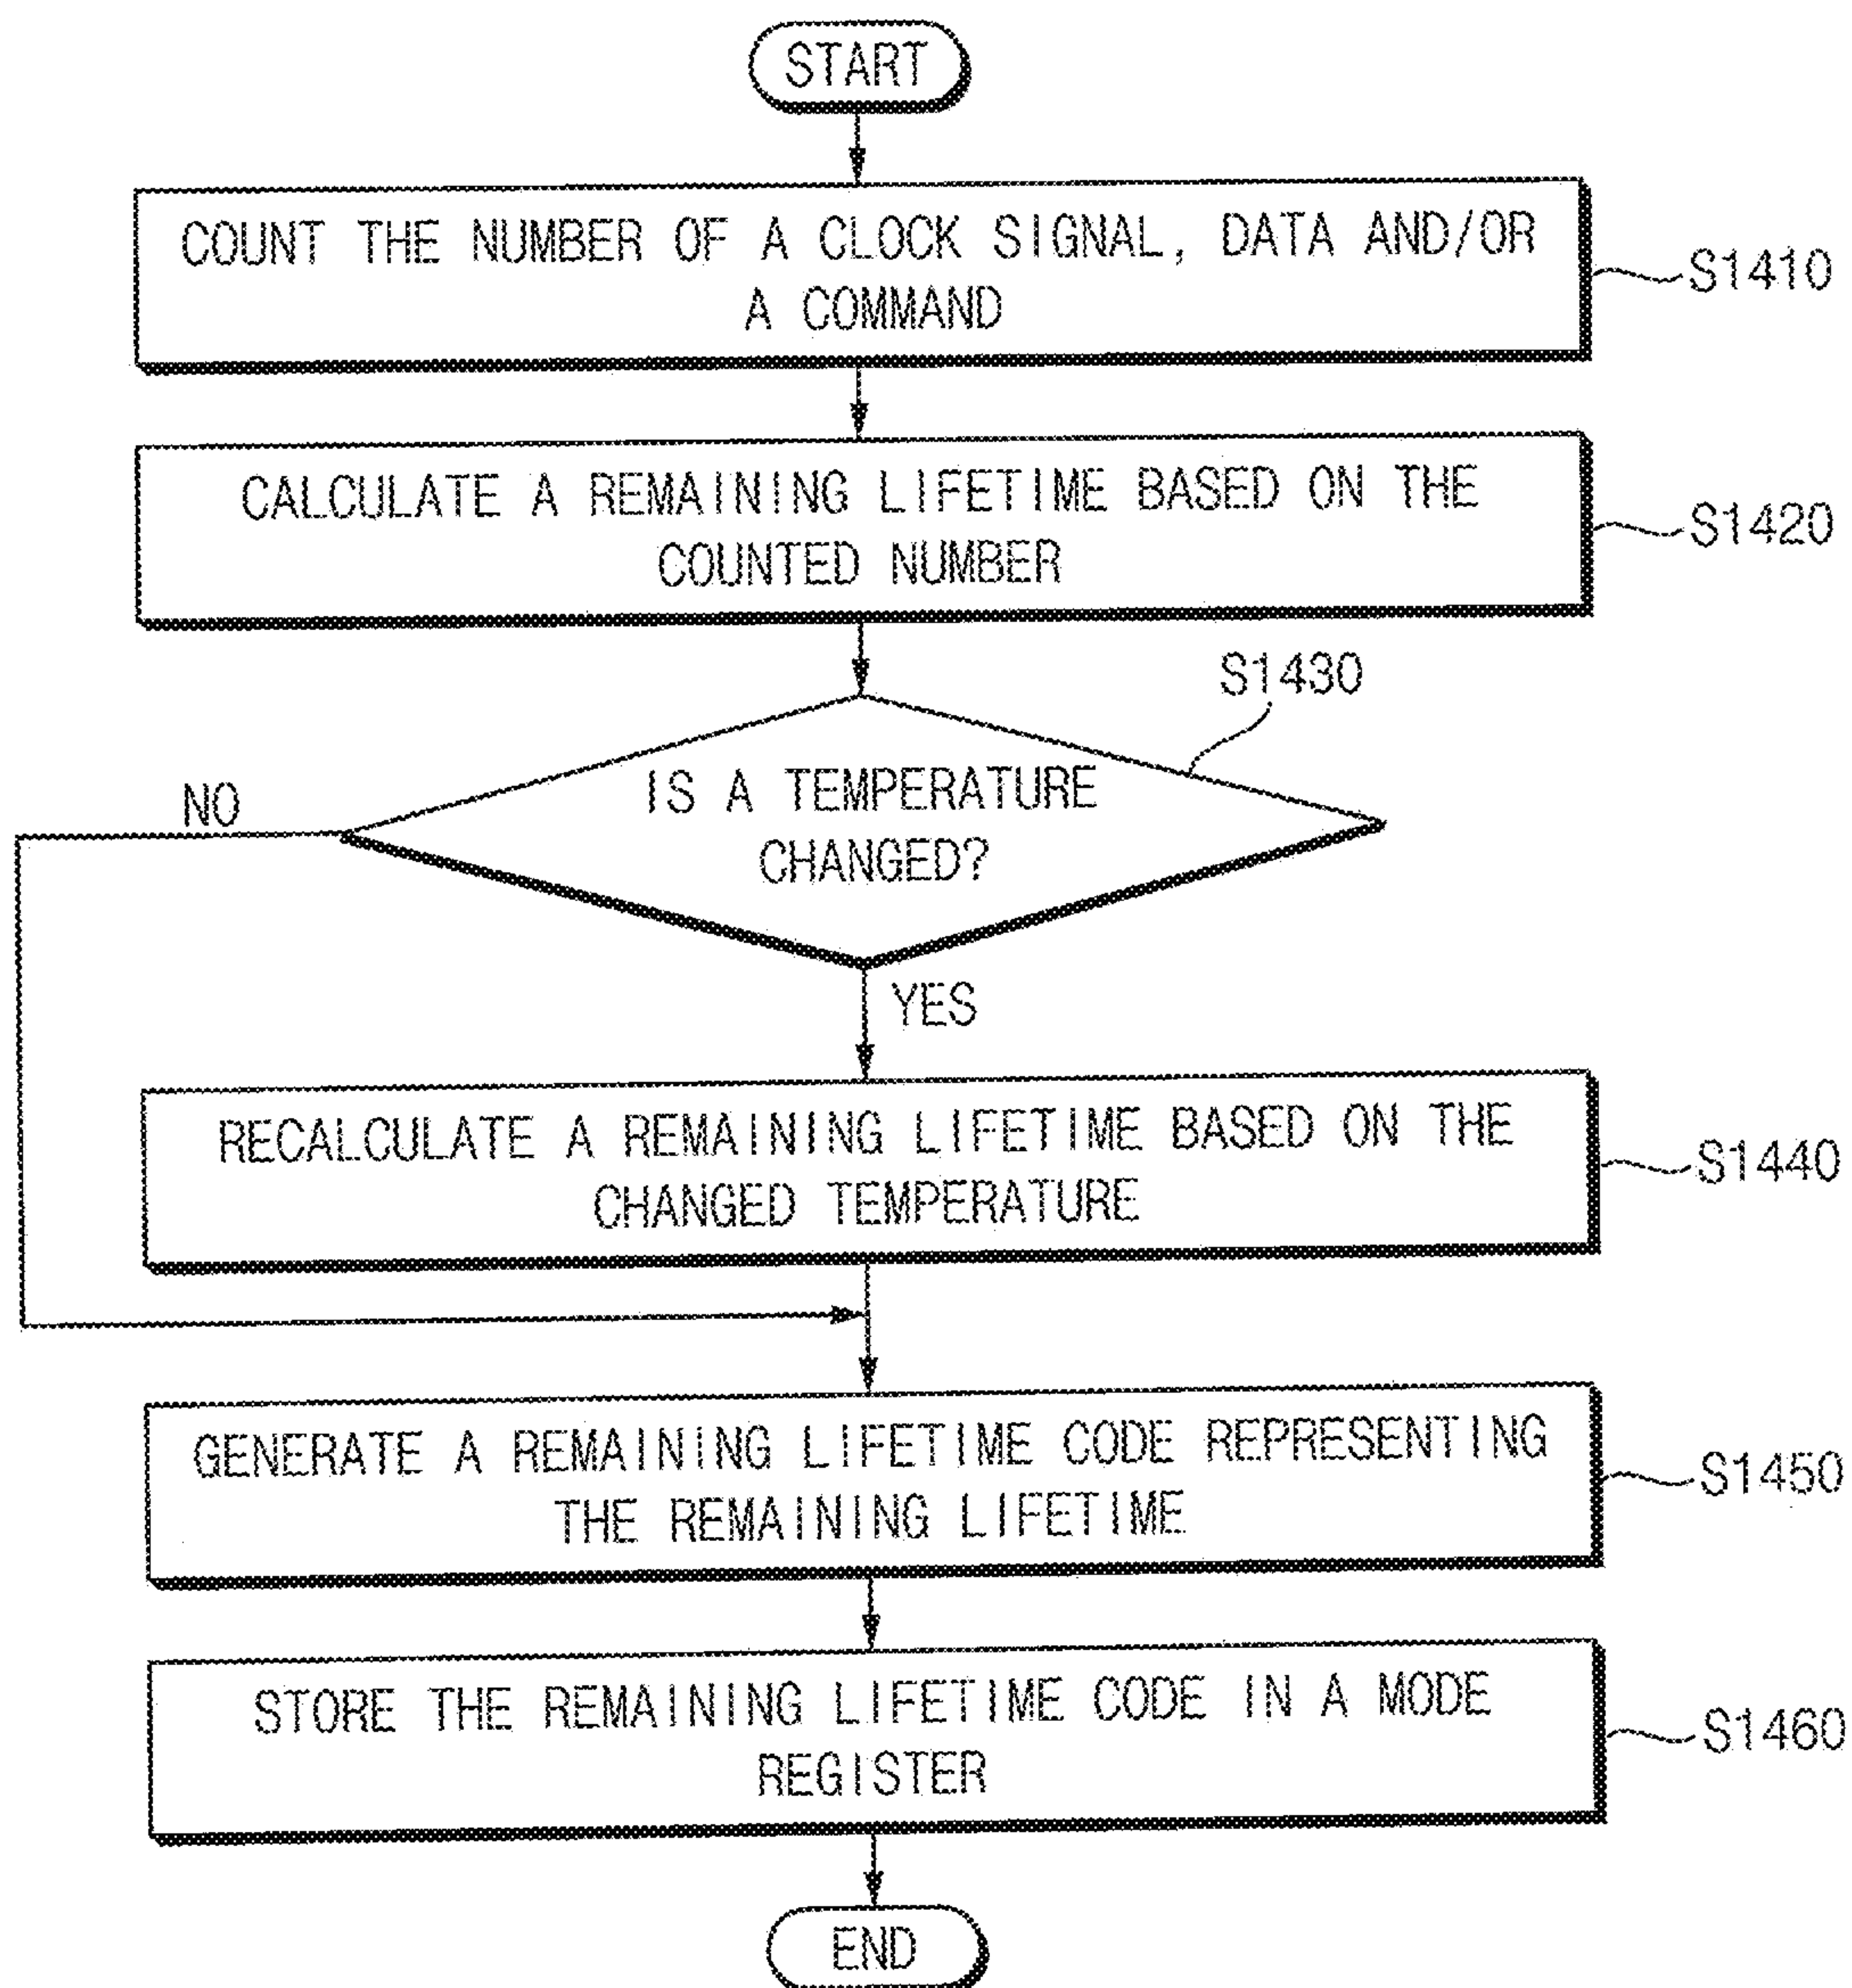 START
COUNT THE NUMBER OF A CLOCK SIGNAL, DATA AND/OR
A COMMAND
S1410
CALCULATE A REMAINING LIFETIME BASED ON THE
COUNTED NUMBER
S1420
S1430
IS A TEMPERATURE
CHANGED?
NO
YES
RECALCULATE A REMAINING LIFETIME BASED ON THE
CHANGED TEMPERATURE
S1440
GENERATE A REMAINING LIFETIME CODE REPRESENTING
THE REMAINING LIFETIME
S1450
STORE THE REMAINING LIFETIME CODE IN A MODE
REGISTER
S1460
END